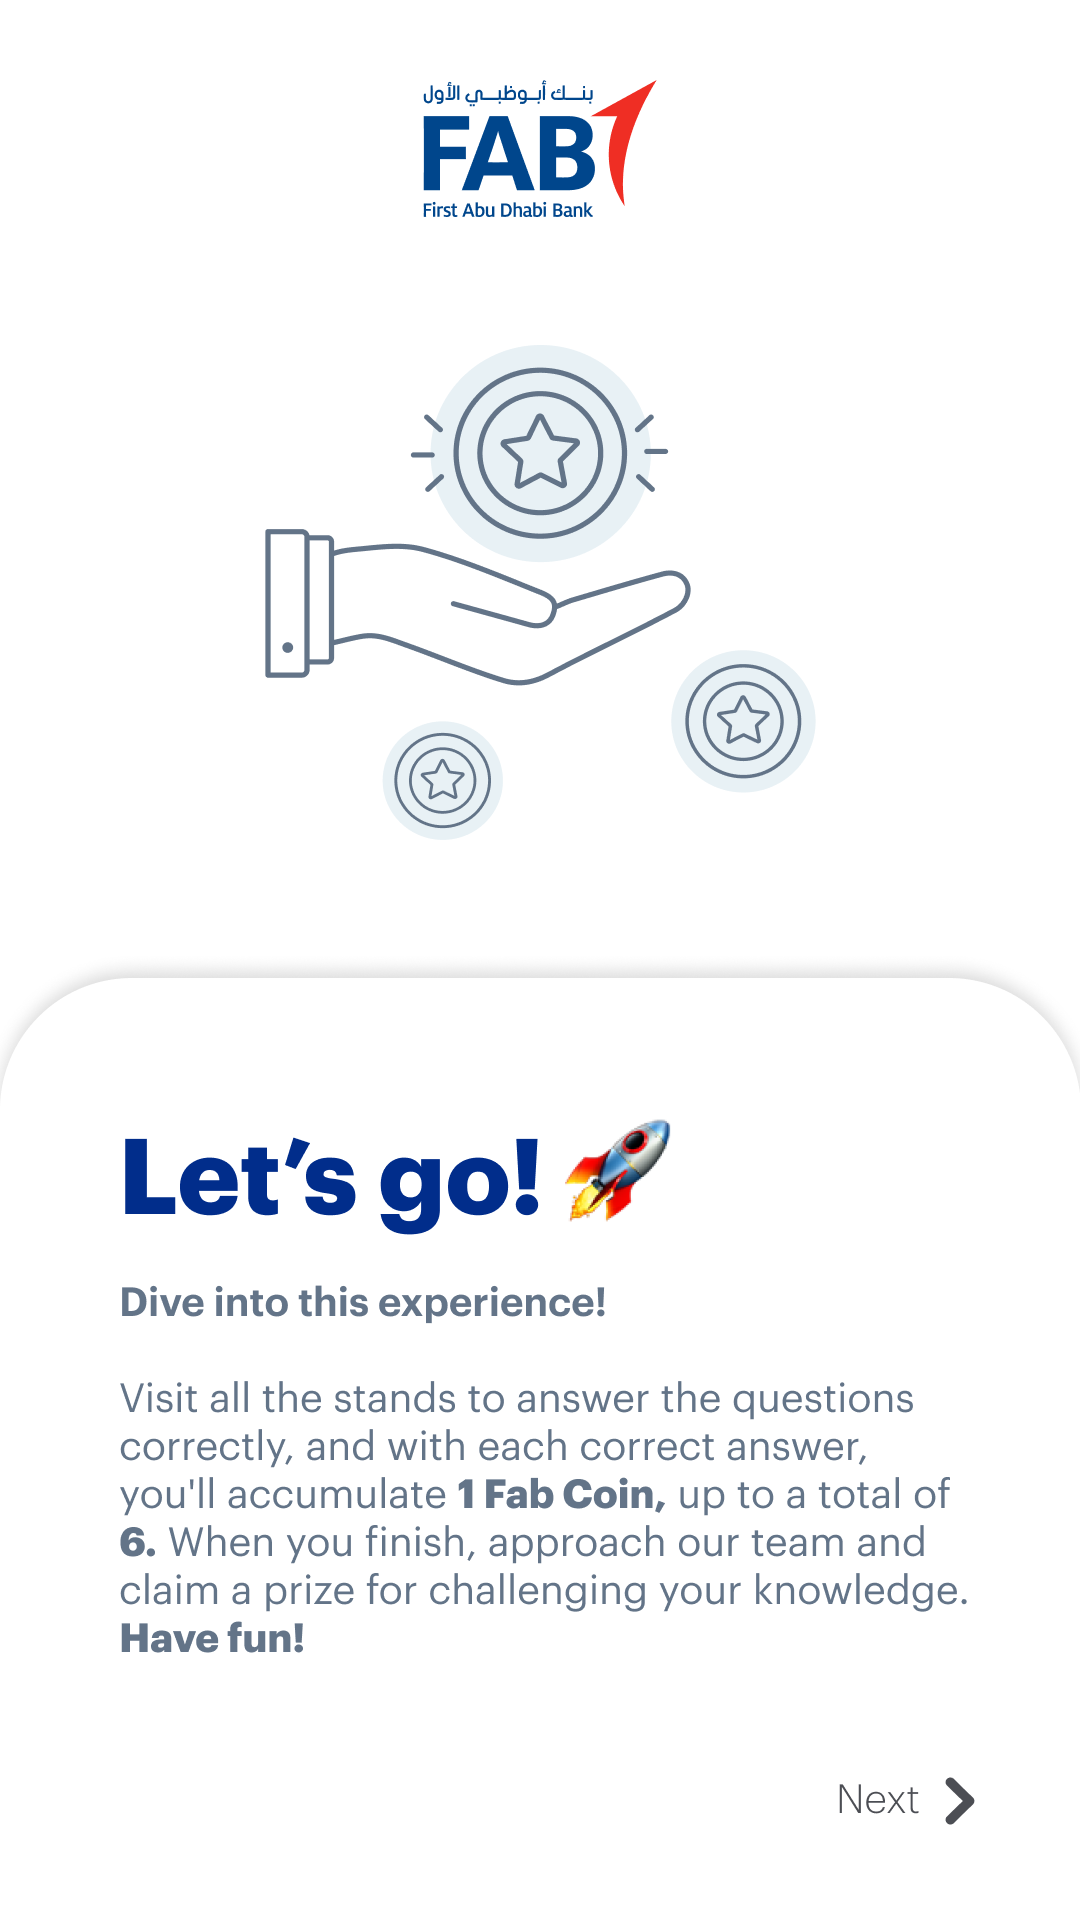 بنك أبوظبي الأول
FAB
First Abu Dhabi Bank
Let’s go! 🚀
Dive into this experience!
Visit all the stands to answer the questions
correctly, and with each correct answer,
you'll accumulate 1 Fab Coin, up to a total of
6. When you finish, approach our team and
claim a prize for challenging your knowledge.
Have fun!
Next